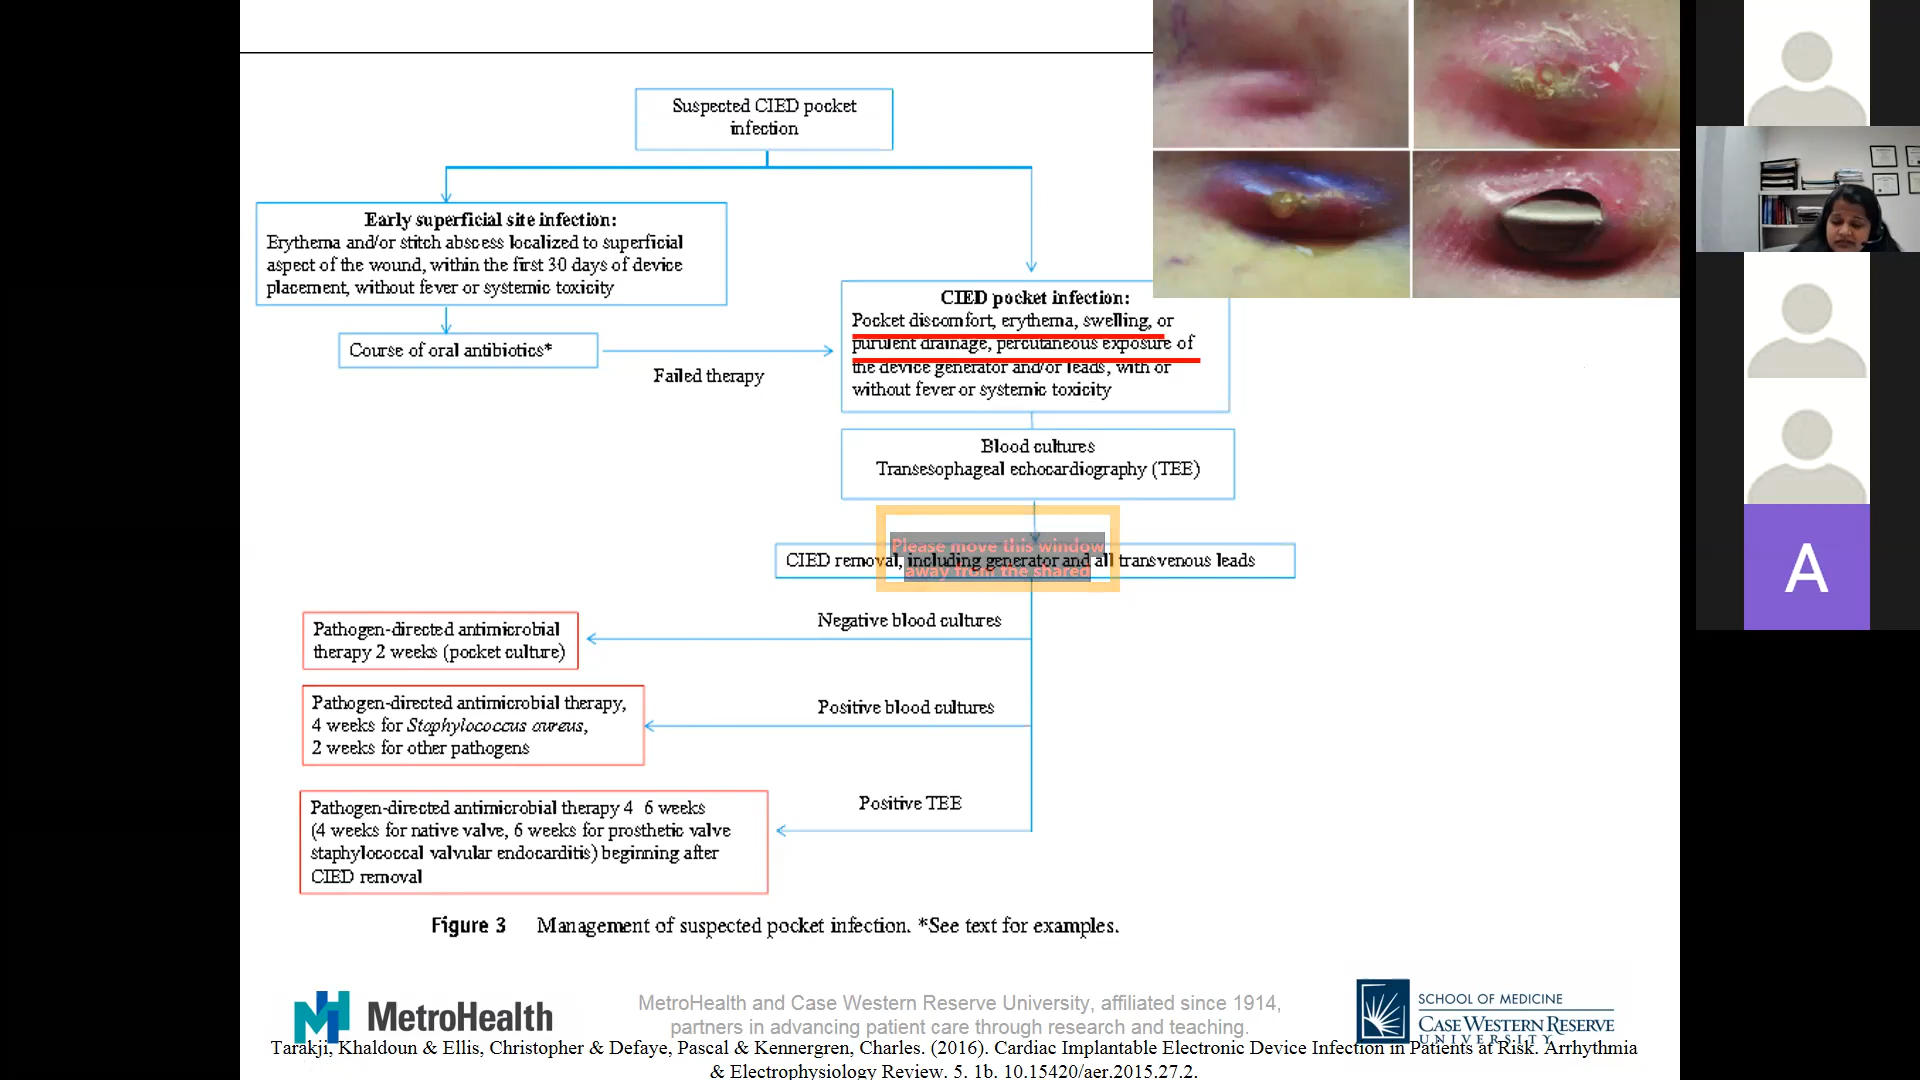 Suspected CIED pocket
infection
Early superficial site infection:
Erythema and/or stitch abscess localized to superficial
aspect of the wound, within the first 30 days of device
placement, without fever or systemic toxicity
Course of oral antibiotics*
Failed therapy
CIED pocket infection:
Pocket discomfort, erythema, swelling, or
purulent drainage, percutaneous exposure of
the device generator and/or leads, with or
without fever or systemic toxicity
Blood cultures
Transesophageal echocardiography (TEE)
Please move this window
away from the shared
CIED removal, including generator and all transvenous leads
Negative blood cultures
Pathogen-directed antimicrobial
therapy 2 weeks (pocket culture)
Positive blood cultures
Pathogen-directed antimicrobial therapy,
4 weeks for Staphylococcus aureus,
2 weeks for other pathogens
Positive TEE
Pathogen-directed antimicrobial therapy 4 6 weeks
(4 weeks for native valve, 6 weeks for prosthetic valve
staphylococcal valvular endocarditis) beginning after
CIED removal
Figure 3 Management of suspected pocket infection. *See text for examples.
MetroHealth
MetroHealth and Case Western Reserve University, affiliated since 1914,
partners in advancing patient care through research and teaching.
SCHOOL OF MEDICINE
CASE WESTERN RESERVE
UNIVERSITY
Tarakji, Khaldoun & Ellis, Christopher & Defaye, Pascal & Kennergren, Charles. (2016). Cardiac Implantable Electronic Device Infection in Patients at Risk. Arrhythmia
& Electrophysiology Review. 5. 1b. 10.15420/aer.2015.27.2.
A